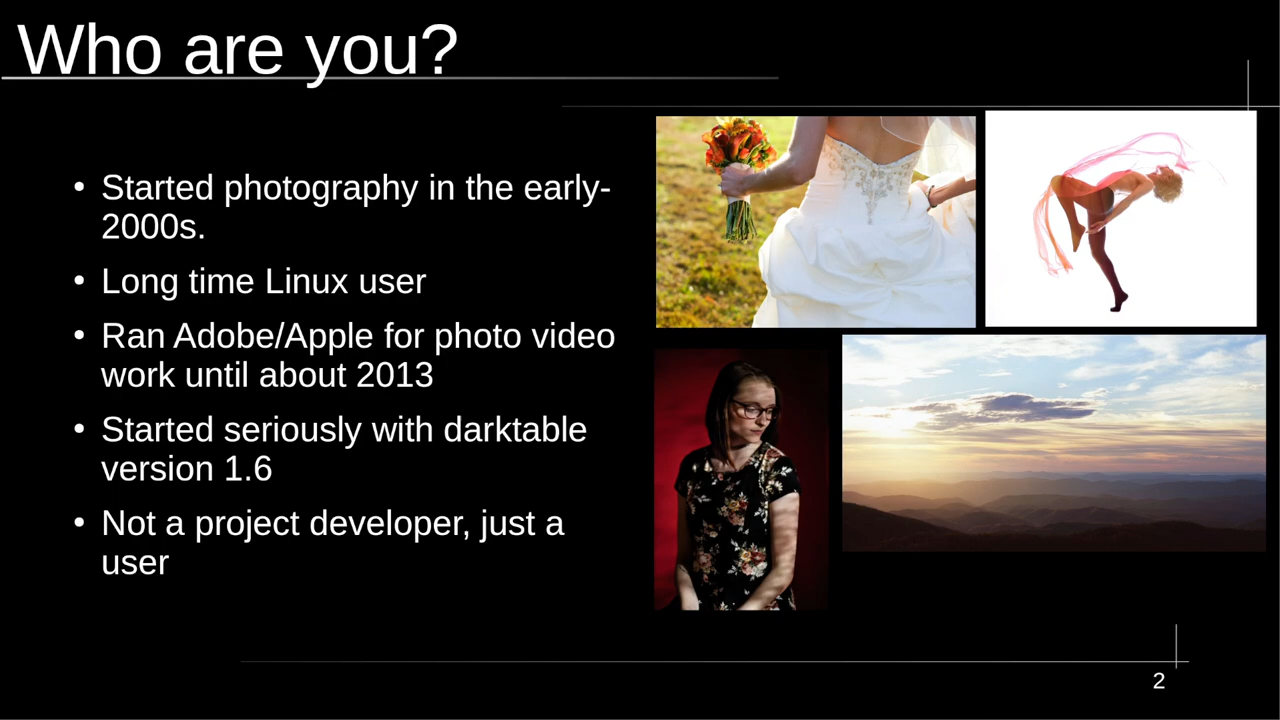 Who are you?
• Started photography in the early-
2000s.
• Long time Linux user
• Ran Adobe/Apple for photo video
work until about 2013
• Started seriously with darktable
version 1.6
• Not a project developer, just a
user
2